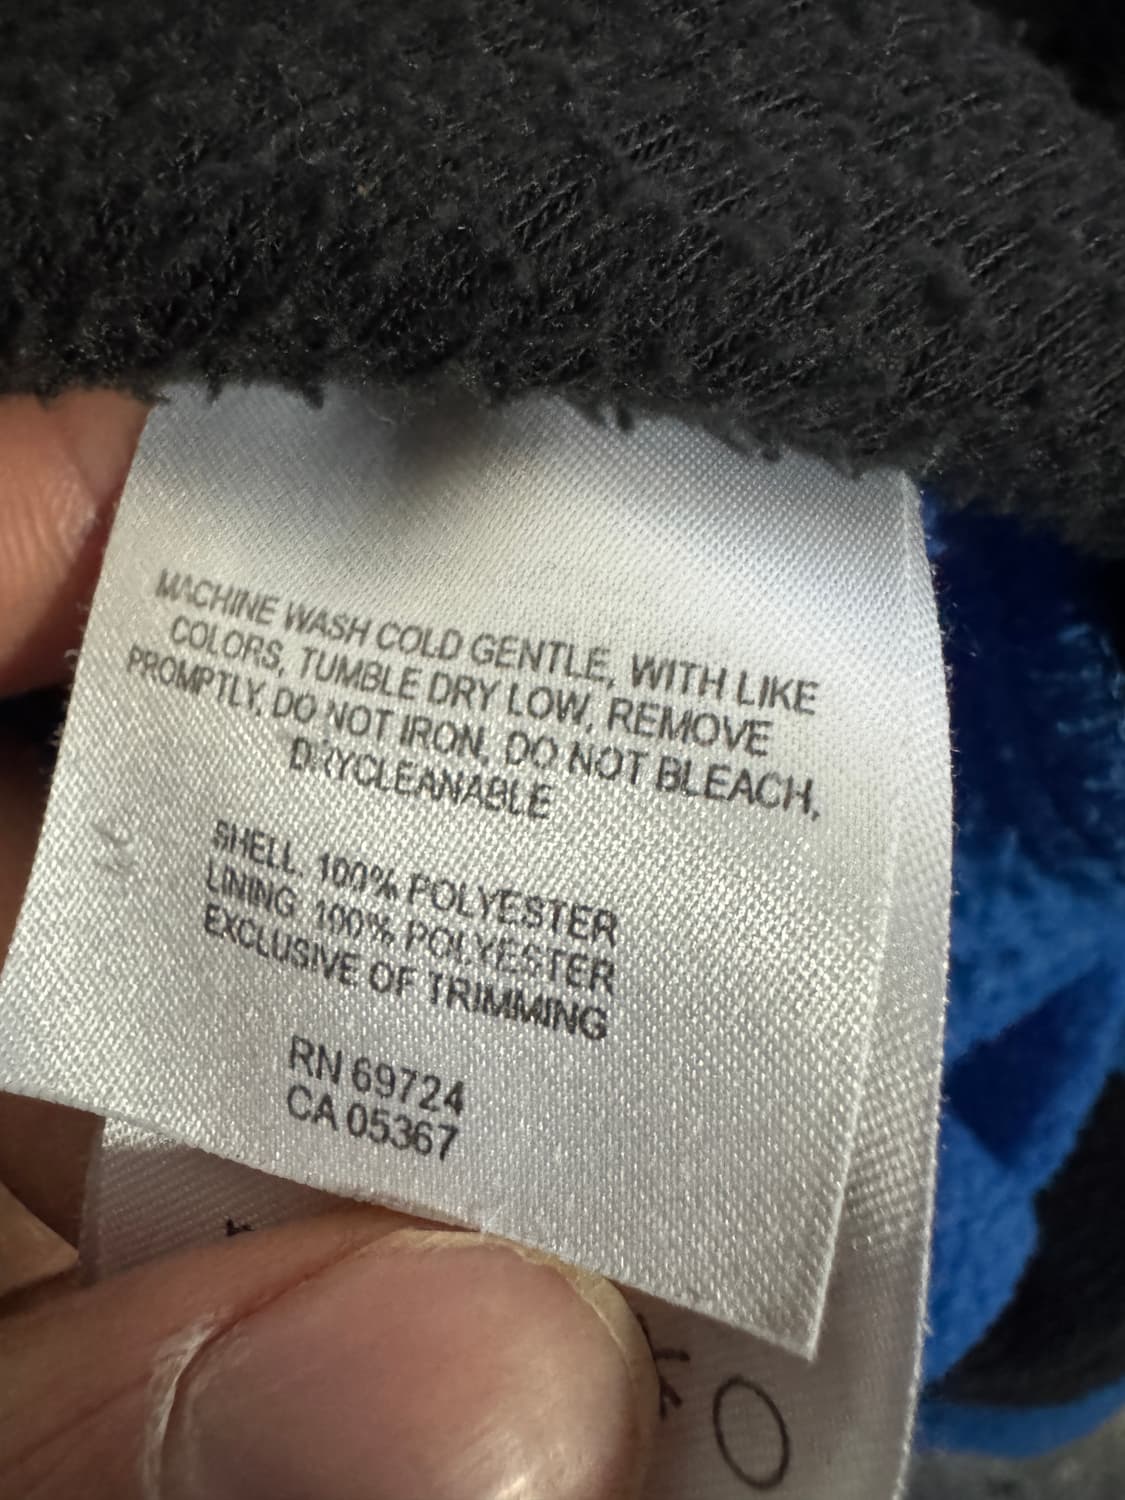 MACHINE WASH COLD GENTLE, WITH LIKE
COLORS, TUMBLE DRY LOW, REMOVE
PROMPTLY, DO NOT IRON, DO NOT BLEACH,
DRYCLEANABLE
SHELL: 100% POLYESTER
LINING: 100% POLYESTER
EXCLUSIVE OF TRIMMING
RN 69724
CA 05367